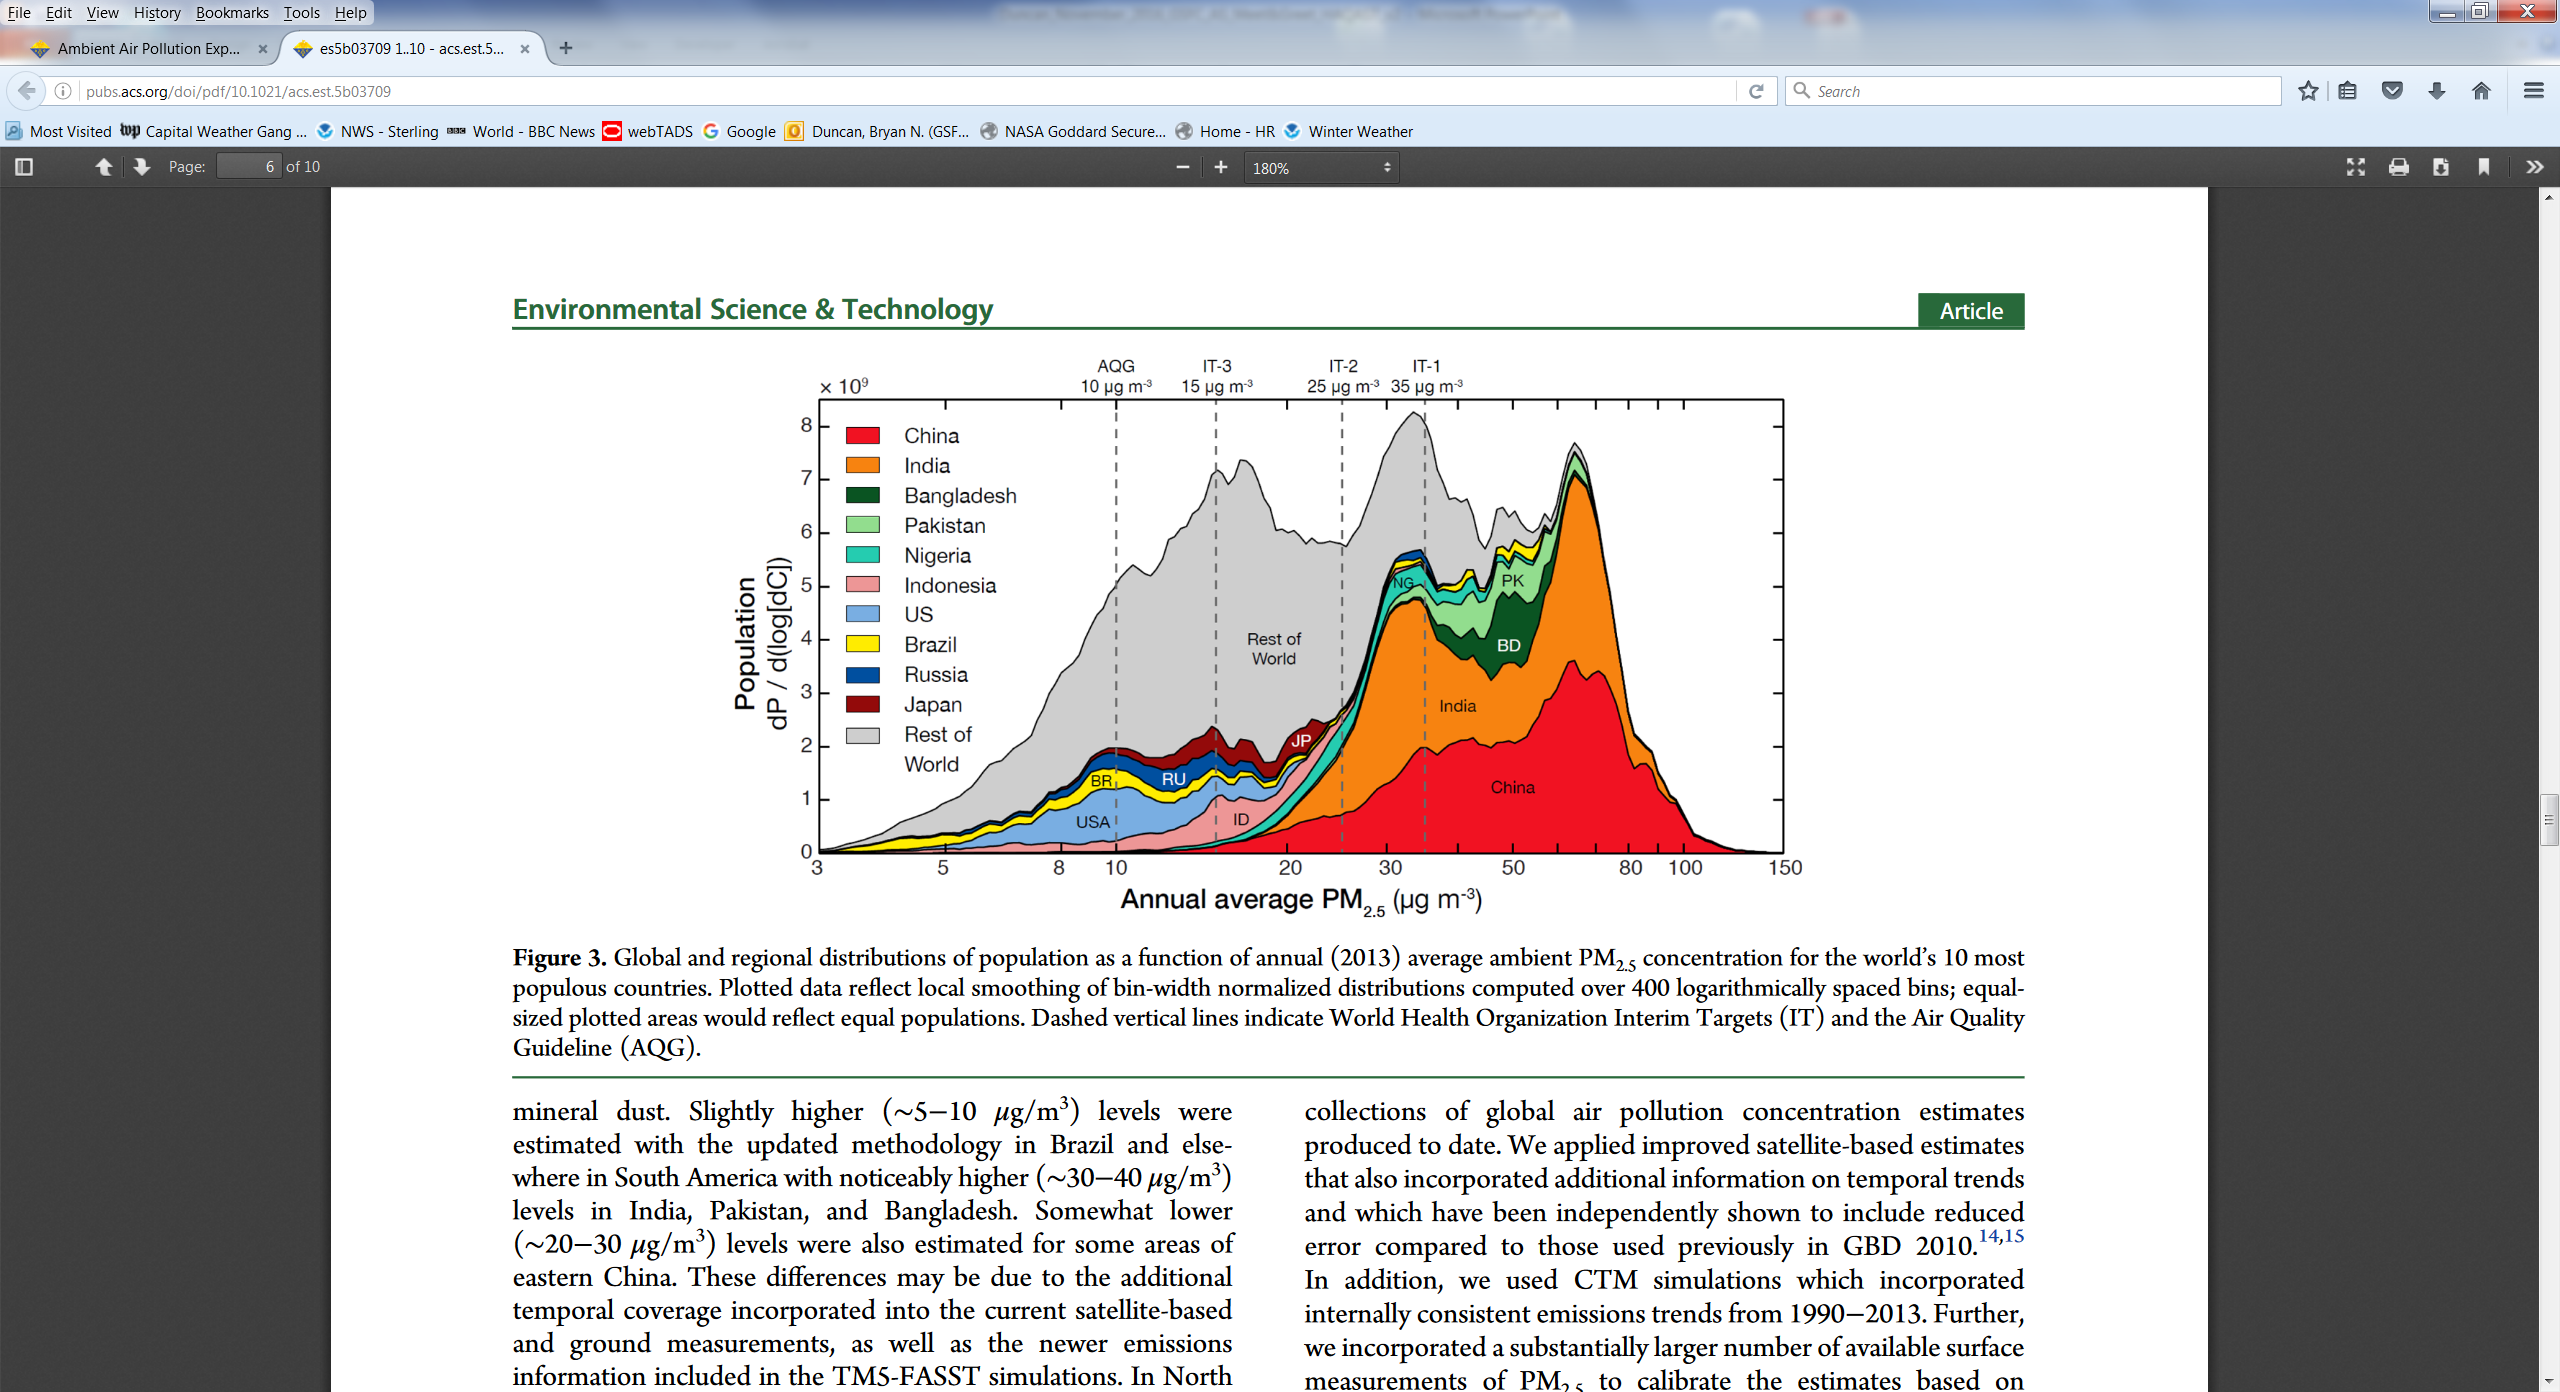 File Edit View History Bookmarks Tools Help
Ambient Air Pollution Exp... × es5b03709 1..10 - acs.est.5... × +
pubs.acs.org/doi/pdf/10.1021/acs.est.5b03709 Search
Most Visited wp Capital Weather Gang ... NWS - Sterling BBC World - BBC News webTADS G Google Duncan, Bryan N. (GSF... NASA Goddard Secure... Home - HR Winter Weather
Page: 6 of 10 − + 180%
Environmental Science & Technology Article
AQG IT-3 IT-2 IT-1
× 10⁹ 10 µg m⁻³ 15 µg m⁻³ 25 µg m⁻³ 35 µg m⁻³
8
7
6
5
4
3
2
1
0
Population
dP / d(log[dC])
China
India
Bangladesh
Pakistan
Nigeria
Indonesia
US
Brazil
Russia
Japan
Rest of
World
NG
PK
BD
Rest of
World
India
JP
BR
RU
China
USA
ID
3 5 8 10 20 30 50 80 100 150
Annual average PM₂.₅ (µg m⁻³)
Figure 3. Global and regional distributions of population as a function of annual (2013) average ambient PM₂.₅ concentration for the world's 10 most
populous countries. Plotted data reflect local smoothing of bin-width normalized distributions computed over 400 logarithmically spaced bins; equal-
sized plotted areas would reflect equal populations. Dashed vertical lines indicate World Health Organization Interim Targets (IT) and the Air Quality
Guideline (AQG).
mineral dust. Slightly higher (∼5−10 μg/m³) levels were
estimated with the updated methodology in Brazil and else-
where in South America with noticeably higher (∼30−40 μg/m³)
levels in India, Pakistan, and Bangladesh. Somewhat lower
(∼20−30 μg/m³) levels were also estimated for some areas of
eastern China. These differences may be due to the additional
temporal coverage incorporated into the current satellite-based
and ground measurements, as well as the newer emissions
information included in the TM5-FASST simulations. In North
collections of global air pollution concentration estimates
produced to date. We applied improved satellite-based estimates
that also incorporated additional information on temporal trends
and which have been independently shown to include reduced
error compared to those used previously in GBD 2010.¹⁴,¹⁵
In addition, we used CTM simulations which incorporated
internally consistent emissions trends from 1990−2013. Further,
we incorporated a substantially larger number of available surface
measurements of PM₂.₅ to calibrate the estimates based on